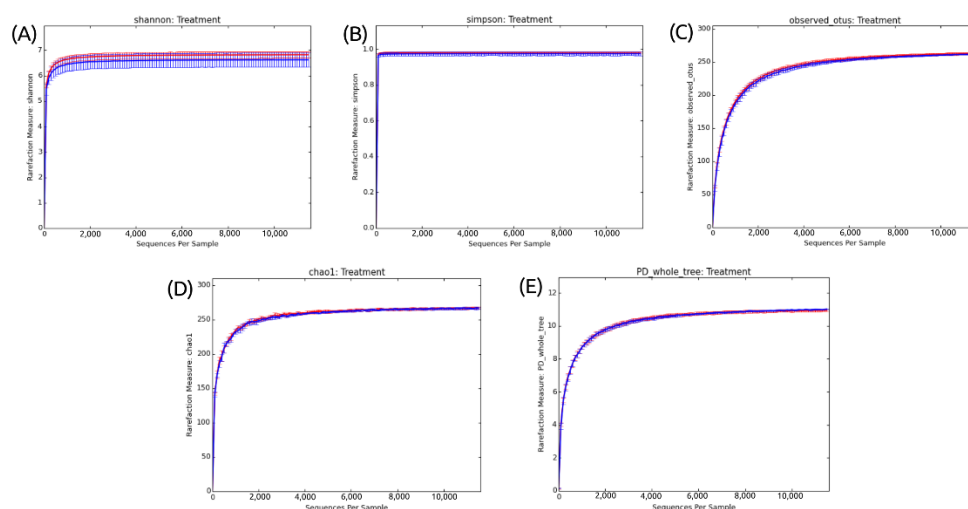 (A)
shannon: Treatment
Rarefaction Measure: shannon
7
6
5
4
3
2
1
0
0 2,000 4,000 6,000 8,000 10,000
Sequences Per Sample
(B)
simpson: Treatment
Rarefaction Measure: simpson
1.0
0.8
0.6
0.4
0.2
0.0
0 2,000 4,000 6,000 8,000 10,000
Sequences Per Sample
(C)
observed_otus: Treatment
Rarefaction Measure: observed_otus
300
250
200
150
100
50
0
0 2,000 4,000 6,000 8,000 10,000
Sequences Per Sample
(D)
chao1: Treatment
Rarefaction Measure: chao1
300
250
200
150
100
50
0
0 2,000 4,000 6,000 8,000 10,000
Sequences Per Sample
(E)
PD_whole_tree: Treatment
Rarefaction Measure: PD_whole_tree
12
10
8
6
4
2
0
0 2,000 4,000 6,000 8,000 10,000
Sequences Per Sample